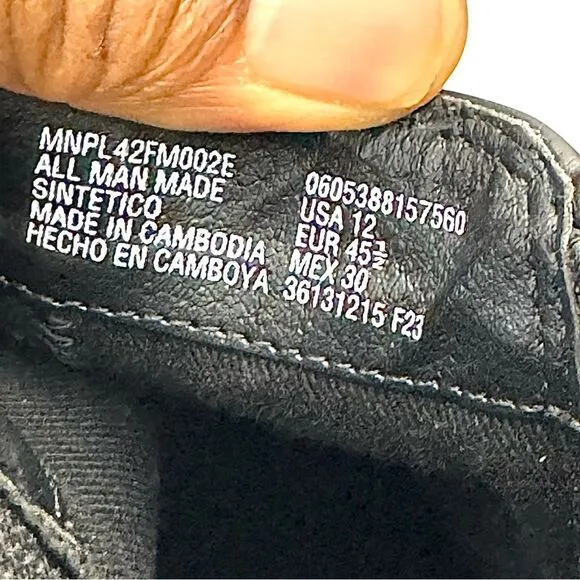 MNPL42FM002E
ALL MAN MADE
SINTETICO
MADE IN CAMBODIA
HECHO EN CAMBOYA
0605388157560
USA 12
EUR 45½
MEX 30
36131215 F23